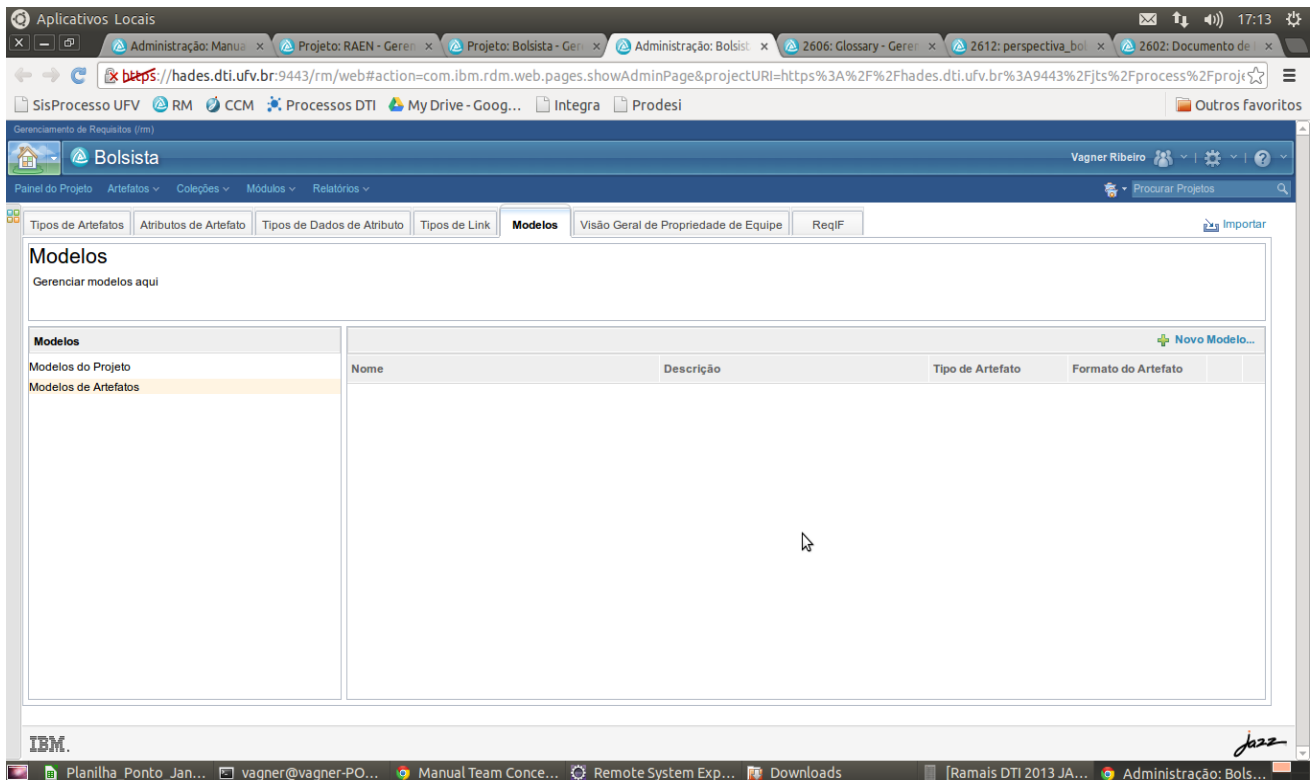 Aplicativos Locais 17:13
Administração: Manua Projeto: RAEN - Geren Projeto: Bolsista - Ger Administração: Bolsist 2606: Glossary - Geren 2612: perspectiva_bol 2602: Documento de
https://hades.dti.ufv.br:9443/rm/web#action=com.ibm.rdm.web.pages.showAdminPage&projectURI=https%3A%2F%2Fhades.dti.ufv.br%3A9443%2Fjts%2Fprocess%2Fproje
SisProcesso UFV RM CCM Processos DTI My Drive - Goog... Integra Prodesi Outros favoritos
Gerenciamento de Requisitos (/rm)
Bolsista Vagner Ribeiro
Painel do Projeto Artefatos Coleções Módulos Relatórios Procurar Projetos
Tipos de Artefatos Atributos de Artefato Tipos de Dados de Atributo Tipos de Link Modelos Visão Geral de Propriedade de Equipe ReqIF Importar
Modelos
Gerenciar modelos aqui
Modelos Novo Modelo...
Modelos do Projeto Nome Descrição Tipo de Artefato Formato do Artefato
Modelos de Artefatos
IBM. jazz
Planilha Ponto Jan... vagner@vagner-PO... Manual Team Conce... Remote System Exp... Downloads [Ramais DTI 2013 JA... Administração: Bols...